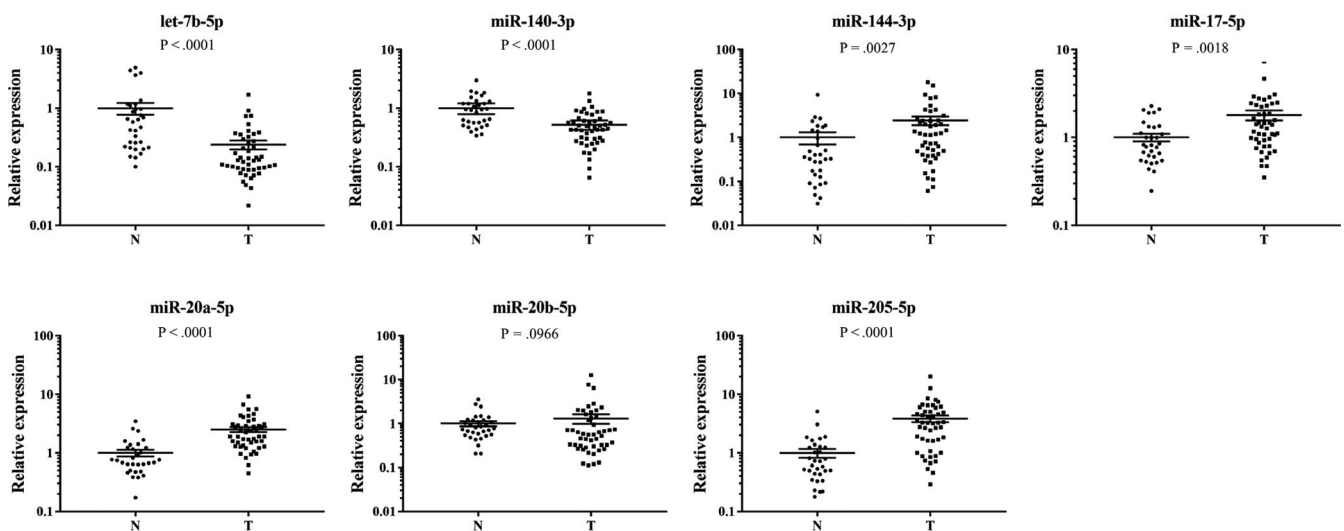 let-7b-5p
P < .0001
Relative expression
10
1
0.1
0.01
N T
miR-140-3p
P < .0001
Relative expression
10
1
0.1
0.01
N T
miR-144-3p
P = .0027
Relative expression
100
10
1
0.1
0.01
N T
miR-17-5p
P = .0018
Relative expression
10
1
0.1
N T
miR-20a-5p
P < .0001
Relative expression
100
10
1
0.1
N T
miR-20b-5p
P = .0966
Relative expression
100
10
1
0.1
0.01
N T
miR-205-5p
P < .0001
Relative expression
100
10
1
0.1
N T